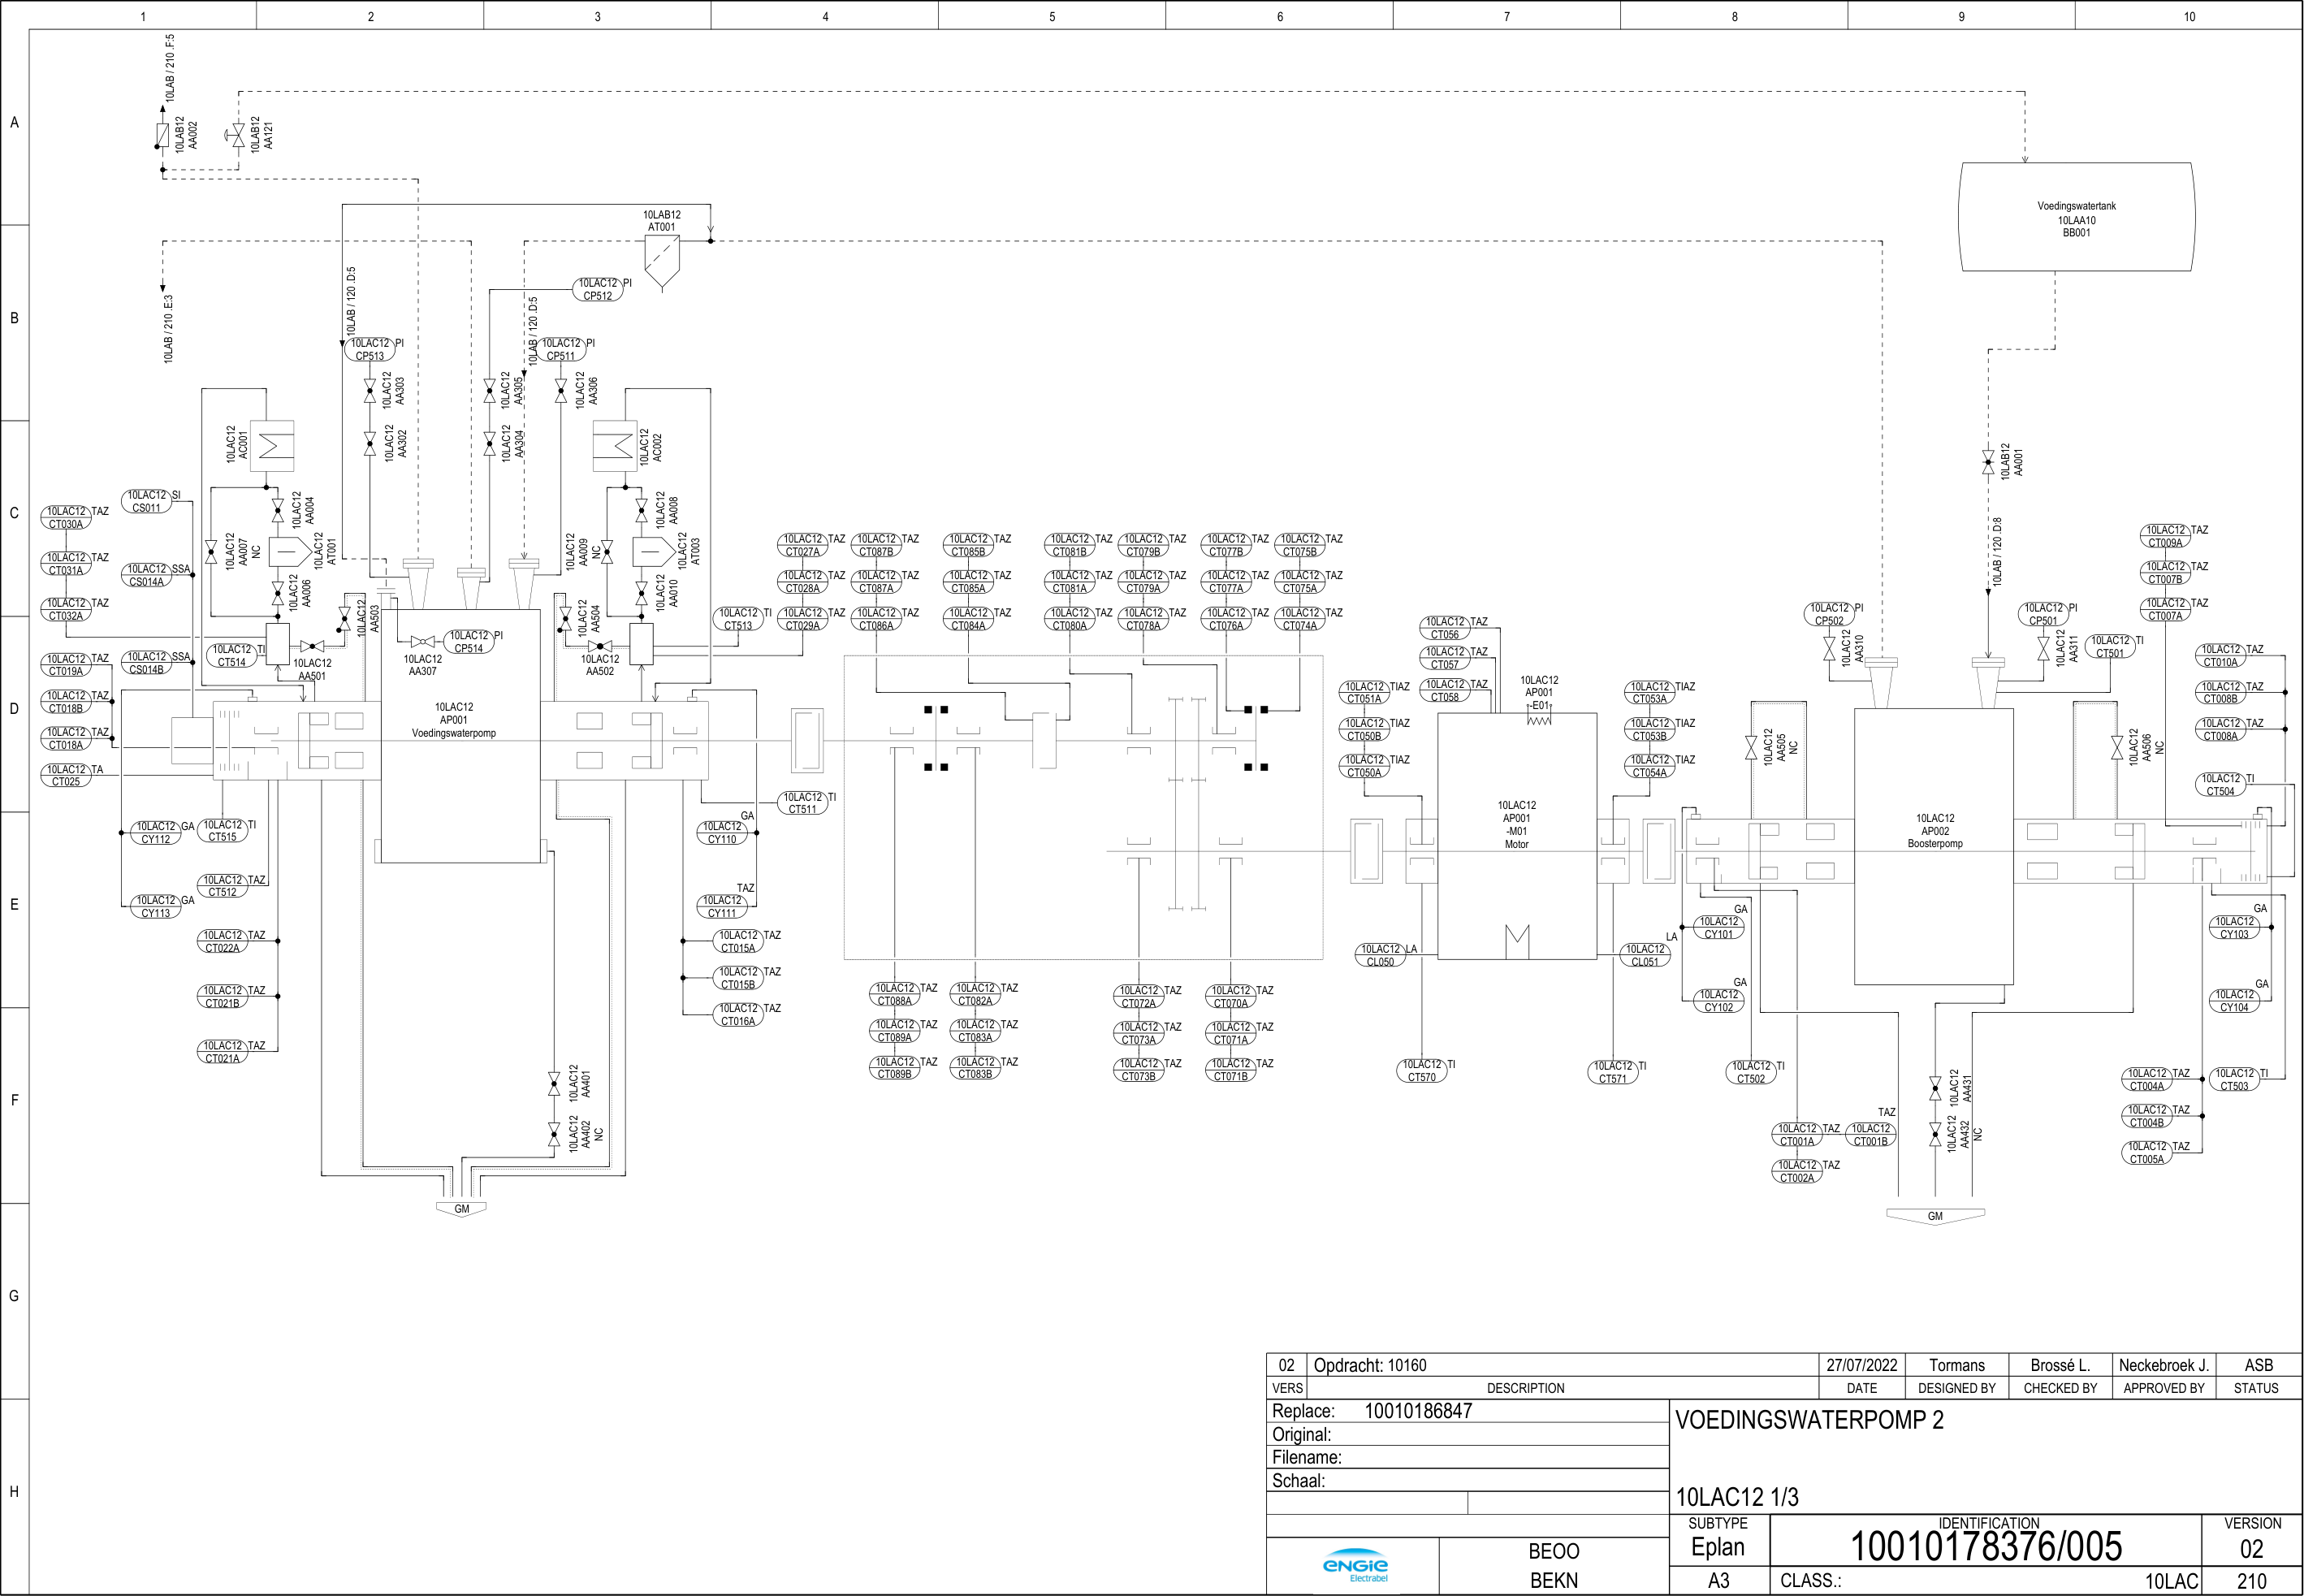 1 2 3 4 5 6 7 8 9 10
A
B
C
D
E
F
G
H
10LAB / 210 .F:5
10LAB12
AA002
10LAB12
AA121
10LAB / 210 .E:3
10LAB / 120 .D:5
10LAB12
AT001
10LAB / 120 .D:5
Voedingswatertank
10LAA10
BB001
10LAC12 PI
CP512
10LAC12 PI
CP513
10LAC12 PI
CP511
10LAC12
AA303
10LAC12
AA305
10LAC12
AA306
10LAC12
AA302
10LAC12
AA304
10LAC12
AC001
10LAC12
AC002
10LAB12
AA001
10LAB / 120 .D:8
10LAC12 SI
CS011
10LAC12 TAZ
CT030A
10LAC12 TAZ
CT031A
10LAC12 TAZ
CT032A
10LAC12 SSA
CS014A
10LAC12 SSA
CS014B
10LAC12
AA004
10LAC12
AA007
NC
10LAC12
AT001
10LAC12
AA006
10LAC12
AA503
10LAC12 TI
CT514
10LAC12
AA501
10LAC12
AA307
10LAC12 PI
CP514
10LAC12
AA008
10LAC12
AA009
NC
10LAC12
AT003
10LAC12
AA010
10LAC12
AA504
10LAC12
AA502
10LAC12 TI
CT513
10LAC12 TAZ
CT027A
10LAC12 TAZ
CT087B
10LAC12 TAZ
CT085B
10LAC12 TAZ
CT081B
10LAC12 TAZ
CT079B
10LAC12 TAZ
CT077B
10LAC12 TAZ
CT075B
10LAC12 TAZ
CT028A
10LAC12 TAZ
CT087A
10LAC12 TAZ
CT085A
10LAC12 TAZ
CT081A
10LAC12 TAZ
CT079A
10LAC12 TAZ
CT077A
10LAC12 TAZ
CT075A
10LAC12 TAZ
CT029A
10LAC12 TAZ
CT086A
10LAC12 TAZ
CT084A
10LAC12 TAZ
CT080A
10LAC12 TAZ
CT078A
10LAC12 TAZ
CT076A
10LAC12 TAZ
CT074A
10LAC12 TAZ
CT056
10LAC12 TAZ
CT057
10LAC12 TAZ
CT058
10LAC12
AP001
-E01
10LAC12 TIAZ
CT051A
10LAC12 TIAZ
CT050B
10LAC12 TIAZ
CT050A
10LAC12 TIAZ
CT053A
10LAC12 TIAZ
CT053B
10LAC12 TIAZ
CT054A
10LAC12 PI
CP502
10LAC12
AA310
10LAC12 PI
CP501
10LAC12
AA311
10LAC12 TI
CT501
10LAC12 TAZ
CT009A
10LAC12 TAZ
CT007B
10LAC12 TAZ
CT007A
10LAC12 TAZ
CT010A
10LAC12 TAZ
CT008B
10LAC12 TAZ
CT008A
10LAC12 TI
CT504
10LAC12
AA505
NC
10LAC12
AA506
NC
10LAC12 TAZ
CT019A
10LAC12 TAZ
CT018B
10LAC12 TAZ
CT018A
10LAC12 TA
CT025
10LAC12
AP001
Voedingswaterpomp
10LAC12 GA
CY112
10LAC12 TI
CT515
10LAC12 TAZ
CT512
10LAC12 GA
CY113
10LAC12 TAZ
CT022A
10LAC12 TAZ
CT021B
10LAC12 TAZ
CT021A
10LAC12 TI
CT511
GA
10LAC12
CY110
TAZ
10LAC12
CY111
10LAC12 TAZ
CT015A
10LAC12 TAZ
CT015B
10LAC12 TAZ
CT016A
10LAC12
AA401
10LAC12
AA402
NC
GM
10LAC12 TAZ
CT088A
10LAC12 TAZ
CT082A
10LAC12 TAZ
CT072A
10LAC12 TAZ
CT070A
10LAC12 TAZ
CT089A
10LAC12 TAZ
CT083A
10LAC12 TAZ
CT073A
10LAC12 TAZ
CT071A
10LAC12 TAZ
CT089B
10LAC12 TAZ
CT083B
10LAC12 TAZ
CT073B
10LAC12 TAZ
CT071B
10LAC12
AP001
-M01
Motor
10LAC12 LA
CL050
LA
10LAC12
CL051
10LAC12 TI
CT570
10LAC12 TI
CT571
10LAC12
AP002
Boosterpomp
GA
10LAC12
CY101
GA
10LAC12
CY102
10LAC12 TI
CT502
GA
10LAC12
CY103
GA
10LAC12
CY104
10LAC12 TI
CT503
10LAC12 TAZ
CT004A
10LAC12 TAZ
CT004B
10LAC12 TAZ
CT005A
10LAC12 TAZ
CT001A
TAZ
10LAC12
CT001B
10LAC12 TAZ
CT002A
10LAC12
AA431
10LAC12
AA432
NC
GM
02 Opdracht: 10160 27/07/2022 Tormans Brossé L. Neckebroek J. ASB
VERS DESCRIPTION DATE DESIGNED BY CHECKED BY APPROVED BY STATUS
Replace: 10010186847
Original:
Filename:
Schaal:
VOEDINGSWATERPOMP 2
10LAC12 1/3
ENGIE
Electrabel
BEOO
BEKN
SUBTYPE
Eplan
A3
IDENTIFICATION
10010178376/005
VERSION
02
CLASS.: 10LAC 210